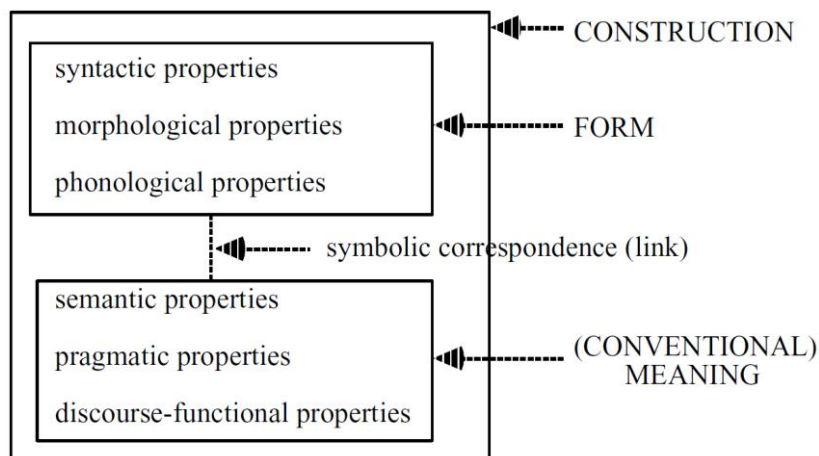 CONSTRUCTION
syntactic properties
morphological properties
FORM
phonological properties
symbolic correspondence (link)
semantic properties
pragmatic properties
(CONVENTIONAL)
MEANING
discourse-functional properties